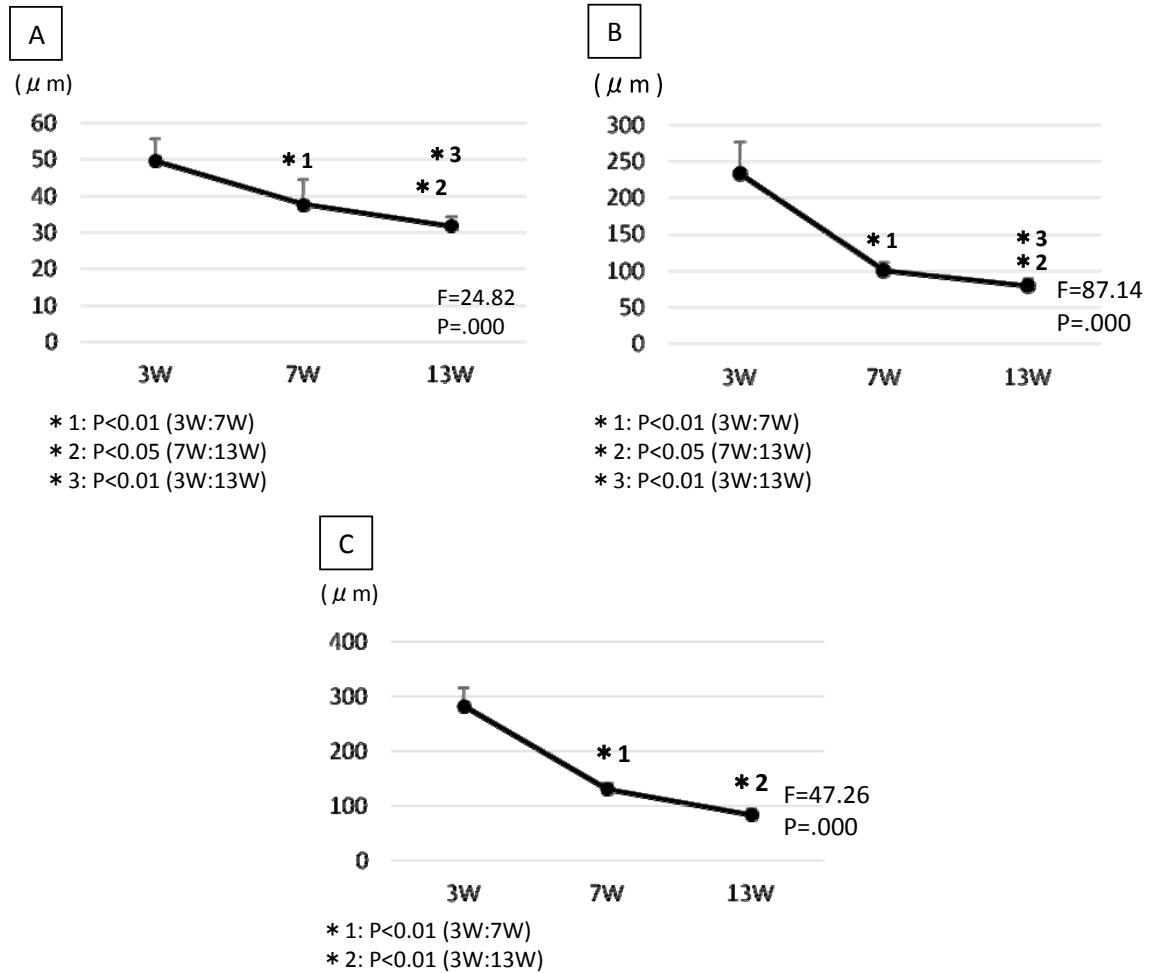 A
(μm)
60
50
40
30
20
10
0
*1
*3
*2
F=24.82
P=.000
3W 7W 13W
*1: P<0.01 (3W:7W)
*2: P<0.05 (7W:13W)
*3: P<0.01 (3W:13W)
B
(μm)
300
250
200
150
100
50
0
*1
*3
*2
F=87.14
P=.000
3W 7W 13W
*1: P<0.01 (3W:7W)
*2: P<0.05 (7W:13W)
*3: P<0.01 (3W:13W)
C
(μm)
400
300
200
100
0
*1
*2
F=47.26
P=.000
3W 7W 13W
*1: P<0.01 (3W:7W)
*2: P<0.01 (3W:13W)